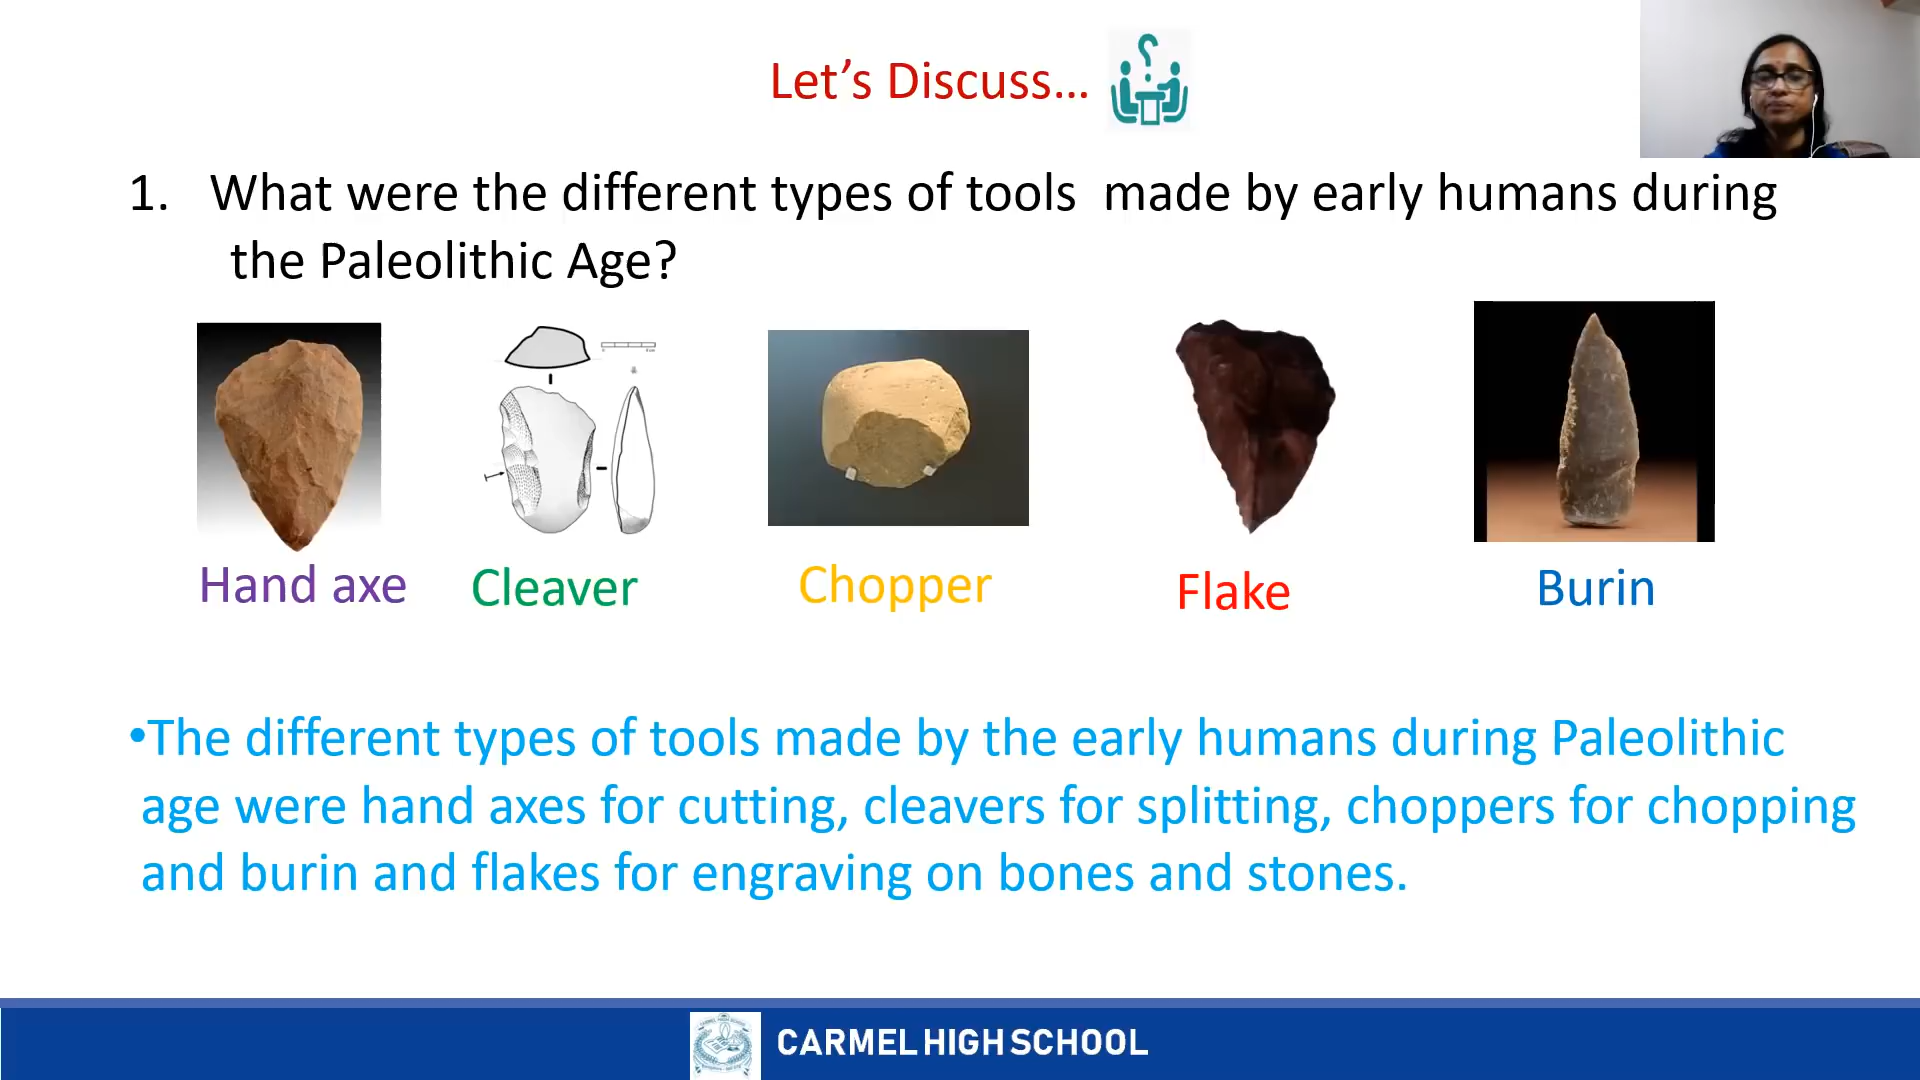 Let’s Discuss...
1. What were the different types of tools made by early humans during
the Paleolithic Age?
Hand axe
Cleaver
Chopper
Flake
Burin
•The different types of tools made by the early humans during Paleolithic
age were hand axes for cutting, cleavers for splitting, choppers for chopping
and burin and flakes for engraving on bones and stones.
CARMEL HIGH SCHOOL